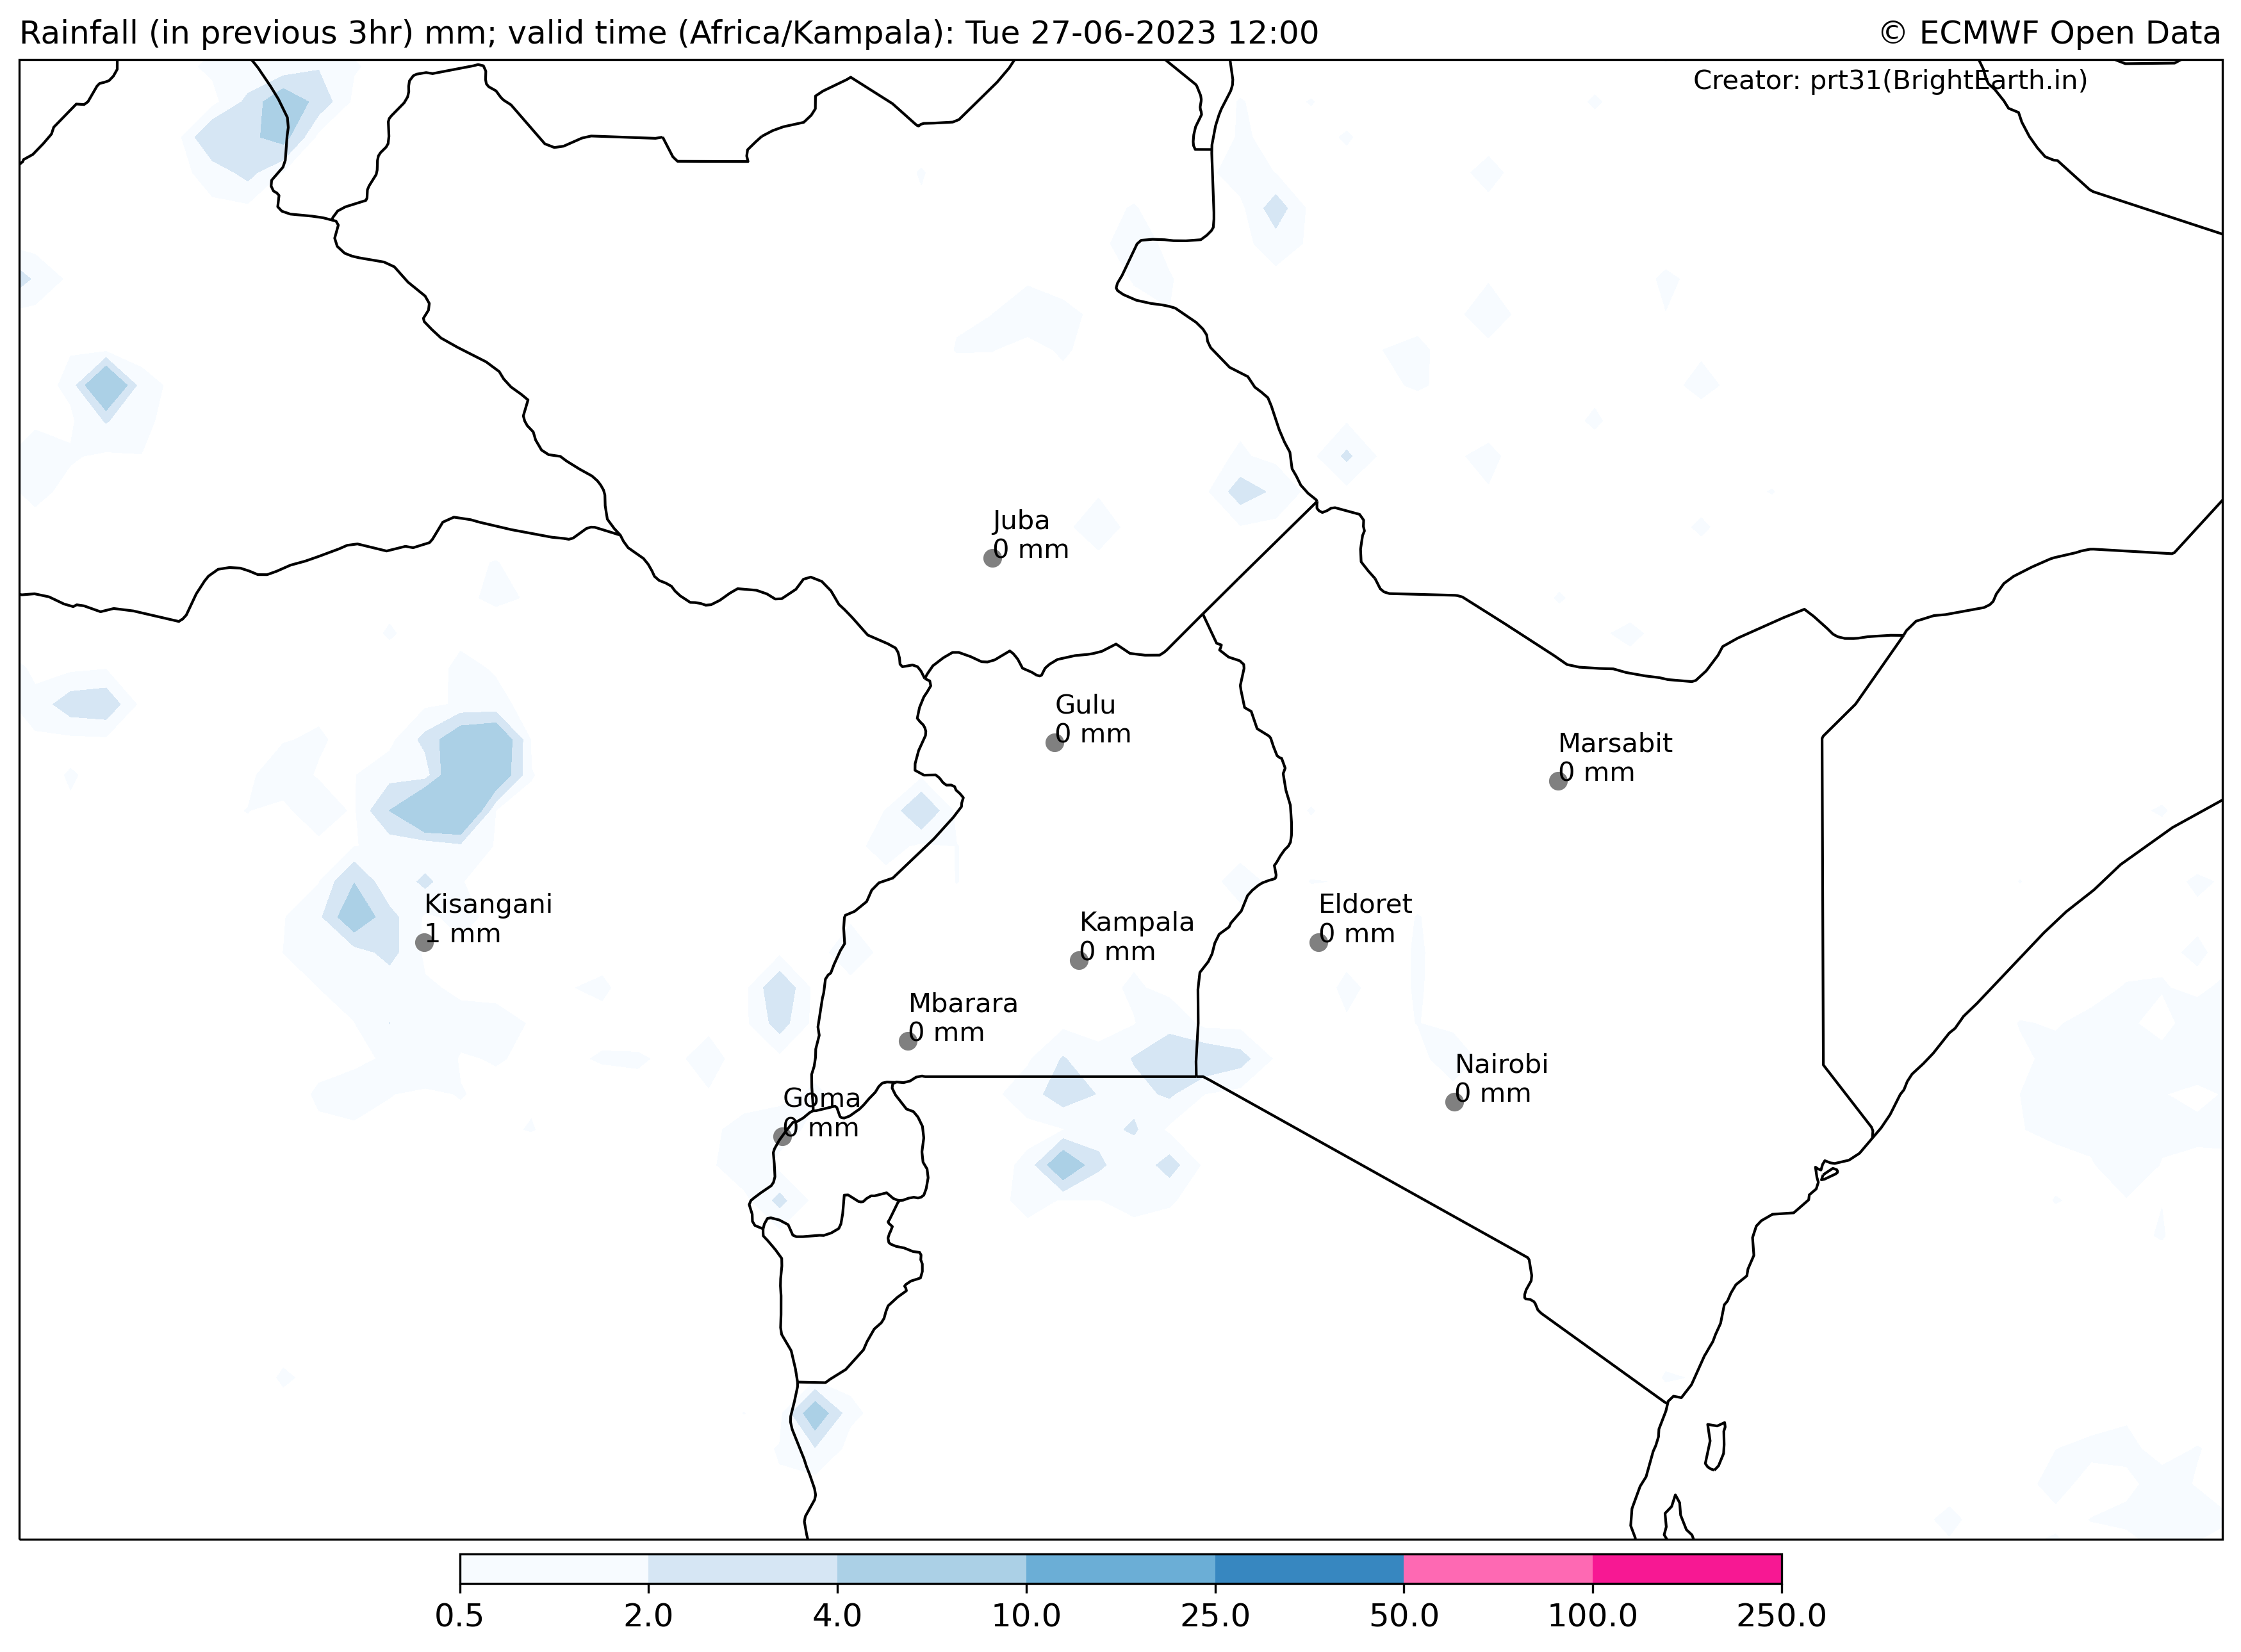 Rainfall (in previous 3hr) mm; valid time (Africa/Kampala): Tue 27-06-2023 12:00
© ECMWF Open Data
Creator: prt31(BrightEarth.in)
Juba
0 mm
Gulu
0 mm
Marsabit
0 mm
Kisangani
1 mm
Kampala
0 mm
Eldoret
0 mm
Mbarara
0 mm
Nairobi
0 mm
Goma
0 mm
0.5 2.0 4.0 10.0 25.0 50.0 100.0 250.0